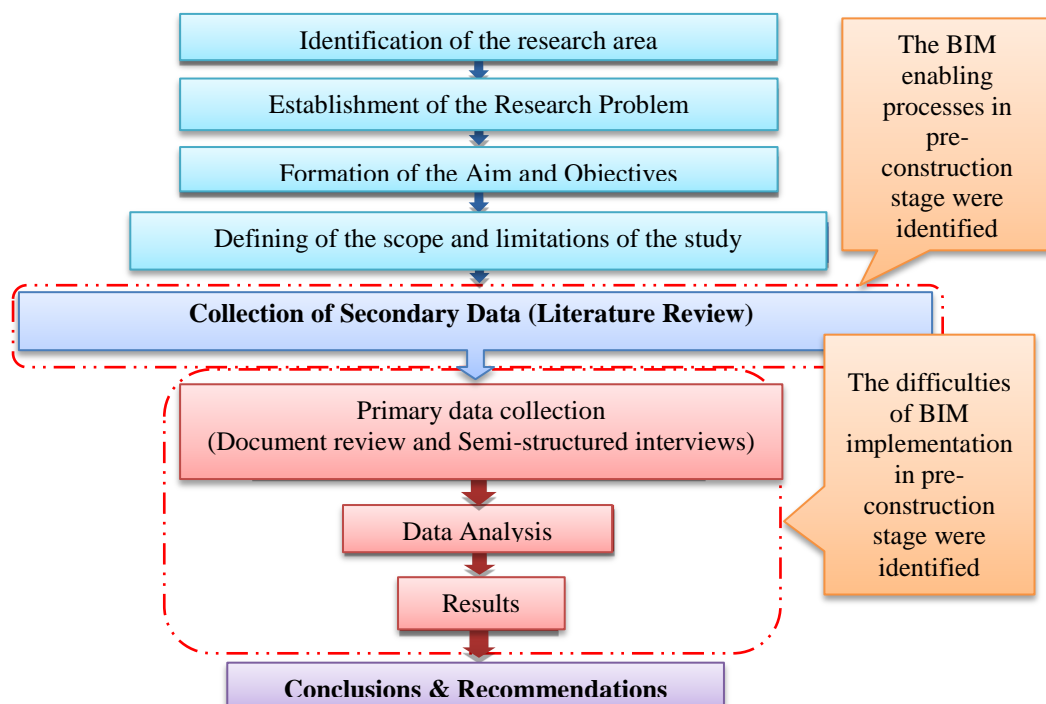 Identification of the research area
Establishment of the Research Problem
Formation of the Aim and Objectives
Defining of the scope and limitations of the study
Collection of Secondary Data (Literature Review)
Primary data collection
(Document review and Semi-structured interviews)
Data Analysis
Results
Conclusions & Recommendations
The BIM
enabling
processes in
pre-
construction
stage were
identified
The difficulties
of BIM
implementation
in pre-
construction
stage were
identified